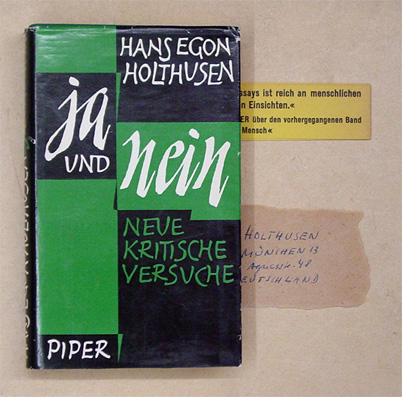 HANS EGON
HOLTHUSEN
ja
UND
nein
NEUE
KRITISCHE
VERSUCHE
PIPER
ssays ist reich an menschlichen
n Einsichten.«
ER über den vorhergegangenen Band
Mensch«
HOLTHUSEN
MÜNCHEN 13
Agnesstr. 48
EUTSCHLAND